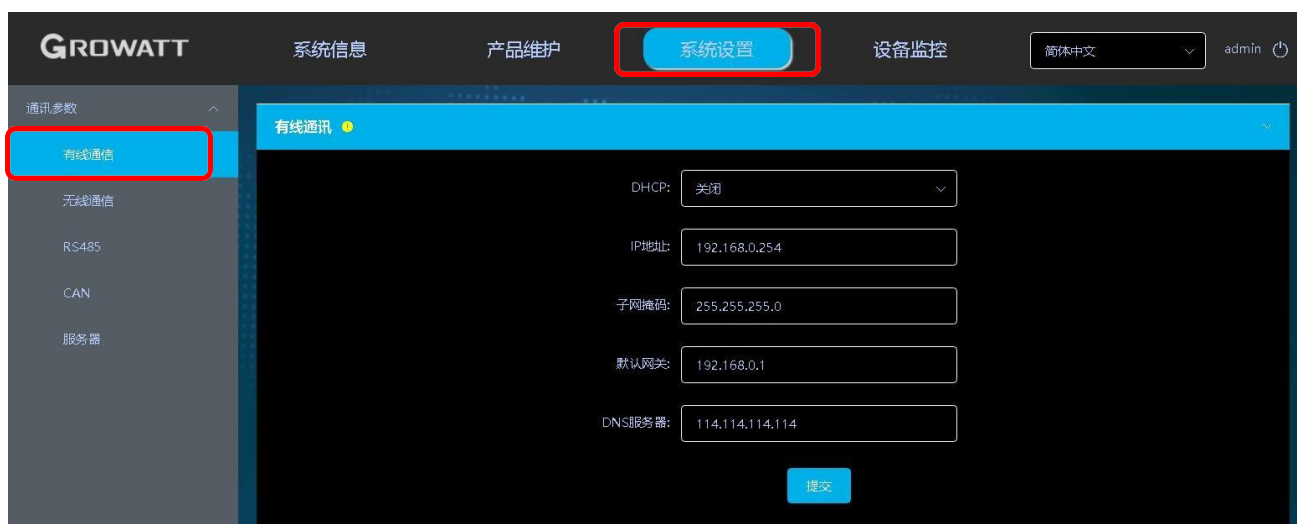 GROWATT 系统信息 产品维护 系统设置 设备监控 简体中文 admin
通讯参数
有线通信
无线通信
RS485
CAN
服务器
有线通讯
DHCP: 关闭
IP地址: 192.168.0.254
子网掩码: 255.255.255.0
默认网关: 192.168.0.1
DNS服务器: 114.114.114.114
提交